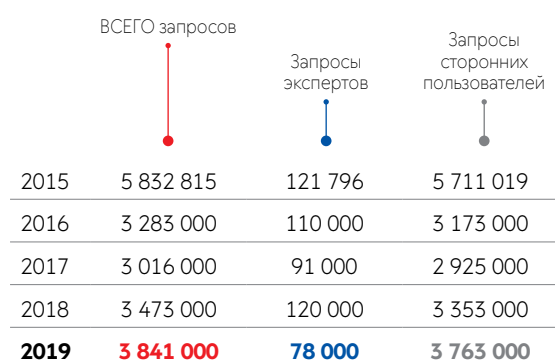 ВСЕГО запросов
Запросы
экспертов
Запросы
сторонних
пользователей
2015 5 832 815 121 796 5 711 019
2016 3 283 000 110 000 3 173 000
2017 3 016 000 91 000 2 925 000
2018 3 473 000 120 000 3 353 000
2019 3 841 000 78 000 3 763 000